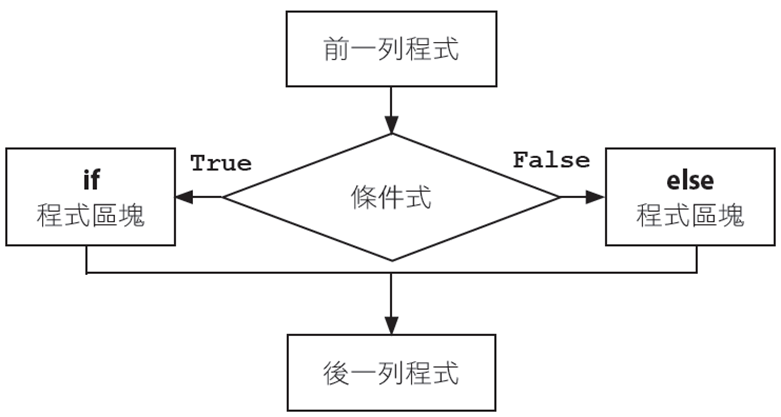 前一列程式
True
False
if
程式區塊
條件式
else
程式區塊
後一列程式